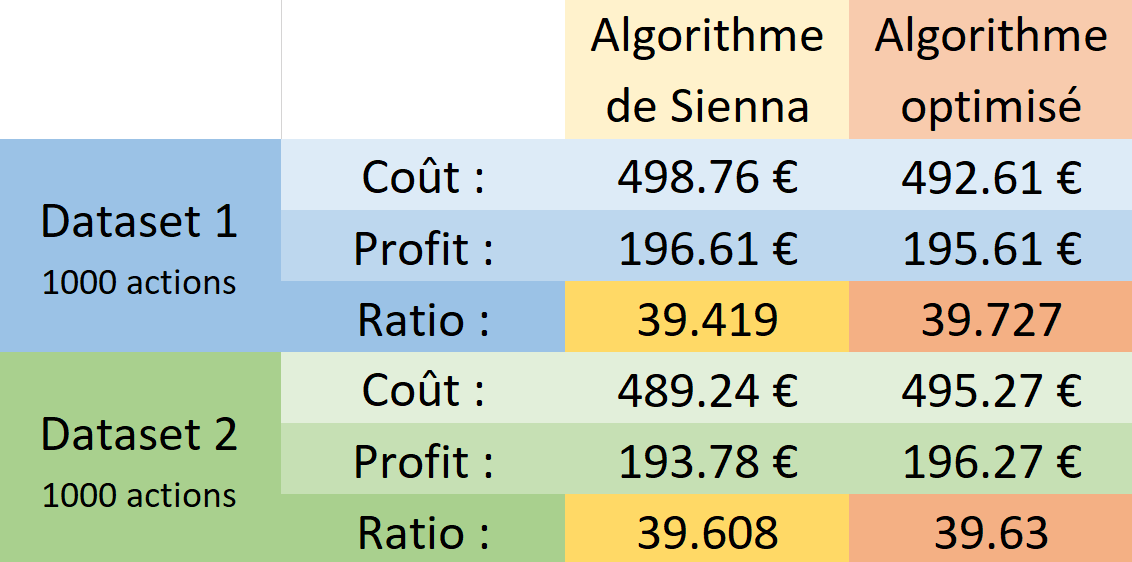 Algorithme
de Sienna
Algorithme
optimisé
Dataset 1
1000 actions
Coût : 498.76 € 492.61 €
Profit : 196.61 € 195.61 €
Ratio : 39.419 39.727
Dataset 2
1000 actions
Coût : 489.24 € 495.27 €
Profit : 193.78 € 196.27 €
Ratio : 39.608 39.63